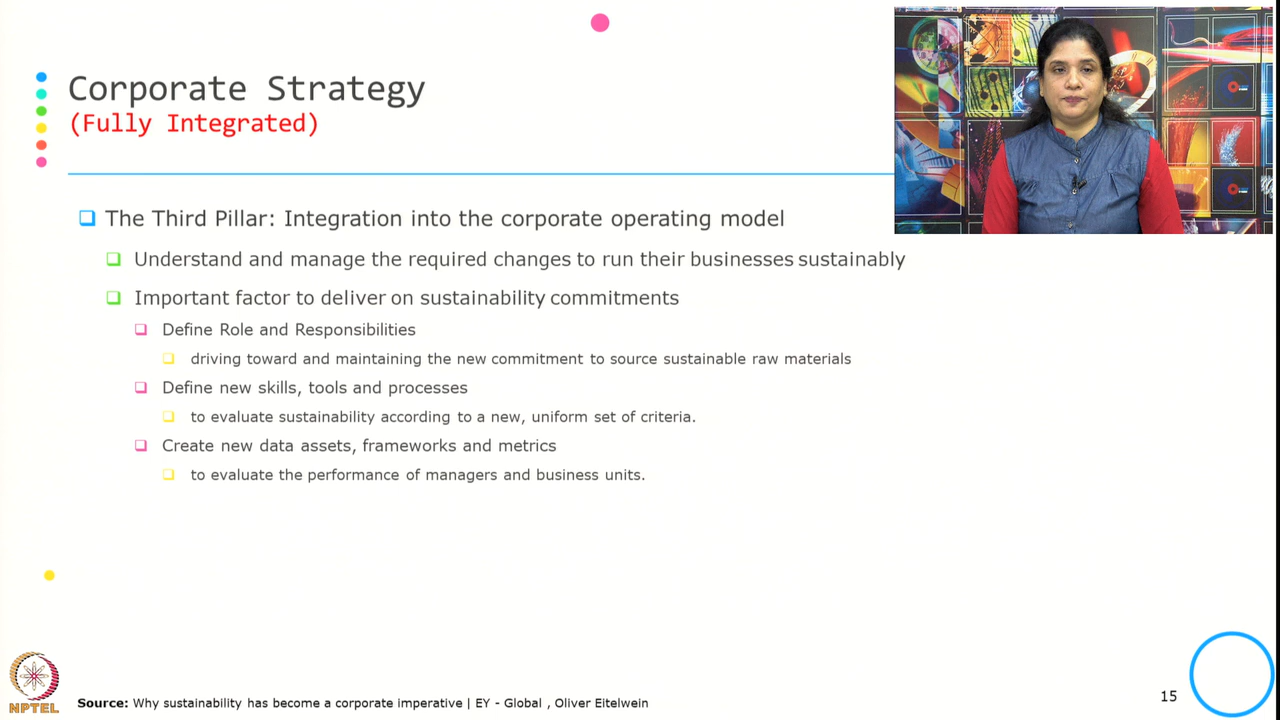 Corporate Strategy
(Fully Integrated)
The Third Pillar: Integration into the corporate operating model
Understand and manage the required changes to run their businesses sustainably
Important factor to deliver on sustainability commitments
Define Role and Responsibilities
driving toward and maintaining the new commitment to source sustainable raw materials
Define new skills, tools and processes
to evaluate sustainability according to a new, uniform set of criteria.
Create new data assets, frameworks and metrics
to evaluate the performance of managers and business units.
NPTEL
Source: Why sustainability has become a corporate imperative | EY - Global , Oliver Eitelwein
15